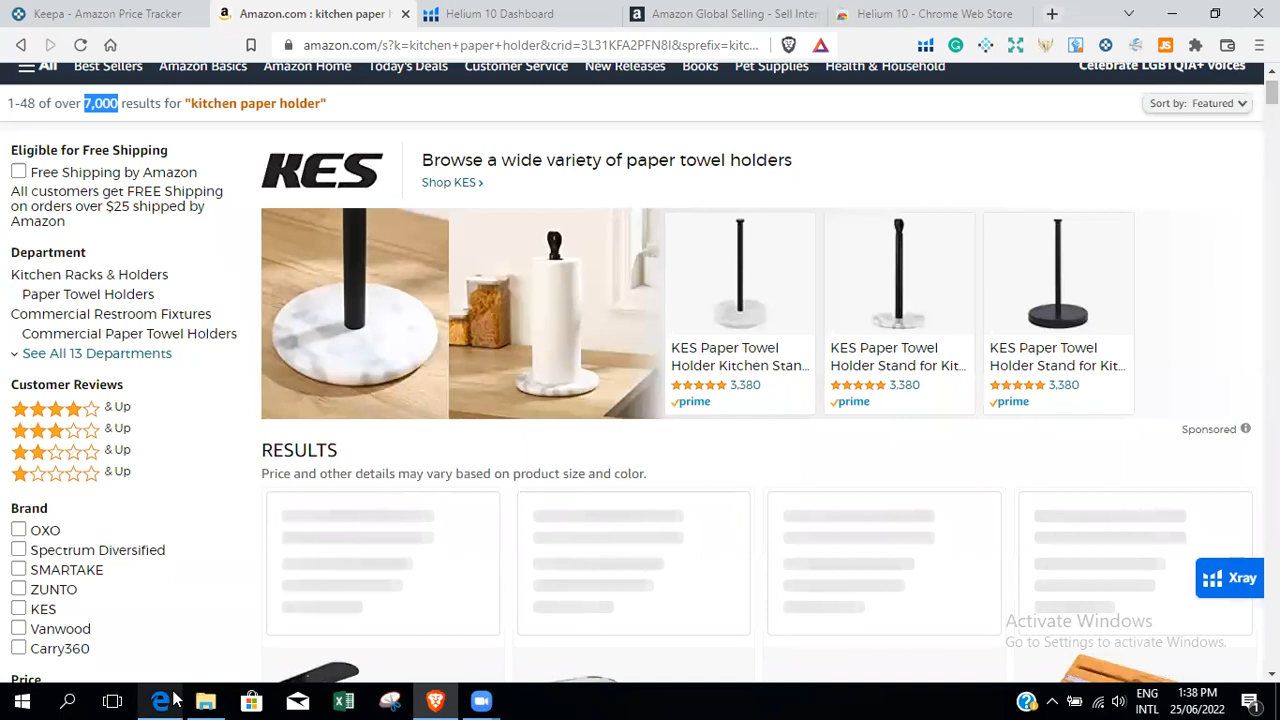 Keepa - Amazon Price Tracker
Amazon.com : kitchen paper h
Helium 10 Dashboard
Amazon Global Selling - Sell Inter
Helium 10 - Chrome Web Store
amazon.com/s?k=kitchen+paper+holder&crid=3L31KFA2PFN8I&sprefix=kitc...
All
Best Sellers
Amazon Basics
Amazon Home
Today's Deals
Customer Service
New Releases
Books
Pet Supplies
Health & Household
Celebrate LGBTQIA+ voices
1-48 of over 7,000 results for "kitchen paper holder"
Sort by: Featured
Eligible for Free Shipping
Free Shipping by Amazon
All customers get FREE Shipping
on orders over $25 shipped by
Amazon
Department
Kitchen Racks & Holders
Paper Towel Holders
Commercial Restroom Fixtures
Commercial Paper Towel Holders
See All 13 Departments
Customer Reviews
& Up
& Up
& Up
& Up
Brand
OXO
Spectrum Diversified
SMARTAKE
ZUNTO
KES
Vanwood
Carry360
Price
KES
Browse a wide variety of paper towel holders
Shop KES ›
KES Paper Towel
Holder Kitchen Stan...
3,380
prime
KES Paper Towel
Holder Stand for Kit...
3,380
prime
KES Paper Towel
Holder Stand for Kit...
3,380
prime
Sponsored
RESULTS
Price and other details may vary based on product size and color.
Xray
Activate Windows
Go to Settings to activate Windows.
ENG
INTL
1:38 PM
25/06/2022
1